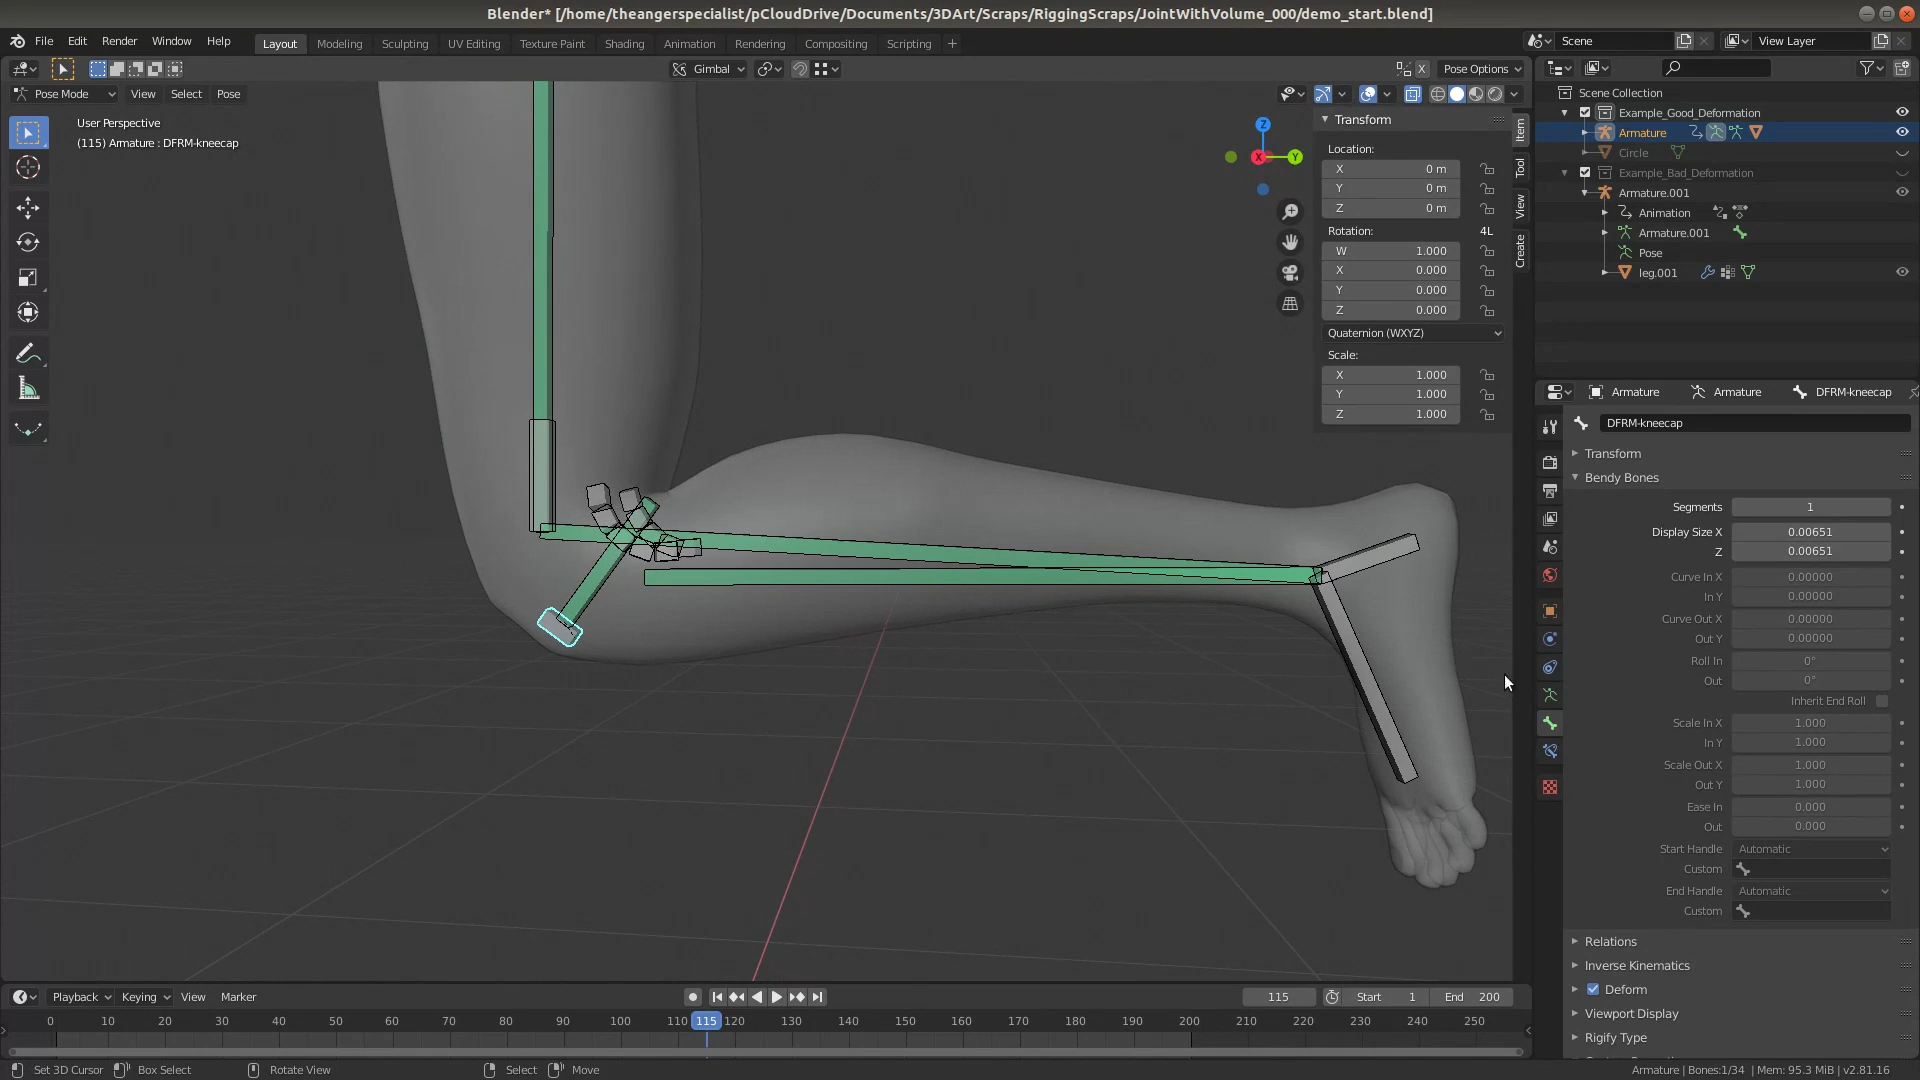 Blender* [/home/theangerspecialist/pCloudDrive/Documents/3DArt/Scraps/RiggingScraps/JointWithVolume_000/demo_start.blend]
File Edit Render Window Help
Layout Modeling Sculpting UV Editing Texture Paint Shading Animation Rendering Compositing Scripting +
Scene
View Layer
Gimbal
X
Pose Options
Pose Mode View Select Pose
User Perspective
(115) Armature : DFRM-kneecap
Z
X
Y
Transform
Location:
X 0 m
Y 0 m
Z 0 m
Rotation: 4L
W 1.000
X 0.000
Y 0.000
Z 0.000
Quaternion (WXYZ)
Scale:
X 1.000
Y 1.000
Z 1.000
Item
Tool
View
Create
Scene Collection
Example_Good_Deformation
Armature
Circle
Example_Bad_Deformation
Armature.001
Animation
Armature.001
Pose
leg.001
Armature Armature DFRM-kneecap
DFRM-kneecap
Transform
Bendy Bones
Segments 1
Display Size X 0.00651
Z 0.00651
Curve In X 0.00000
In Y 0.00000
Curve Out X 0.00000
Out Y 0.00000
Roll In 0°
Out 0°
Inherit End Roll
Scale In X 1.000
In Y 1.000
Scale Out X 1.000
Out Y 1.000
Ease In 0.000
Out 0.000
Start Handle Automatic
Custom
End Handle Automatic
Custom
Relations
Inverse Kinematics
Deform
Viewport Display
Rigify Type
Playback Keying View Marker
115 Start 1 End 200
0 10 20 30 40 50 60 70 80 90 100 110 115 120 130 140 150 160 170 180 190 200 210 220 230 240 250
Set 3D Cursor Box Select Rotate View Select Move
Armature | Bones:1/34 | Mem: 95.3 MiB | v2.81.16